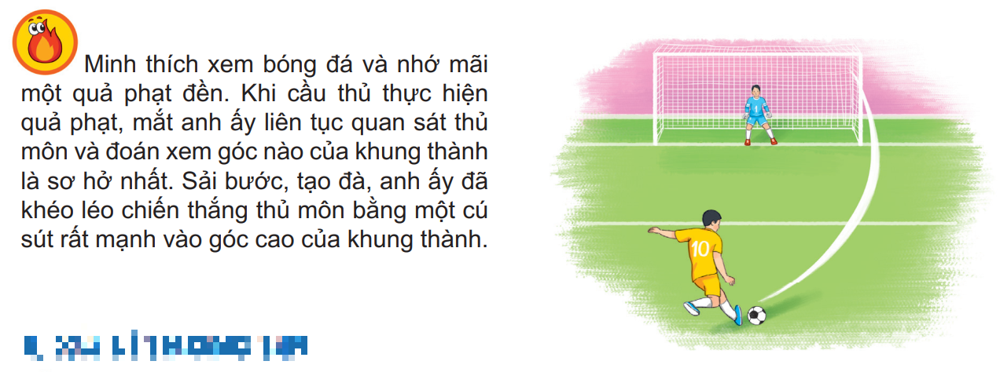 Minh thích xem bóng đá và nhớ mãi
một quả phạt đền. Khi cầu thủ thực hiện
quả phạt, mắt anh ấy liên tục quan sát thủ
môn và đoán xem góc nào của khung thành
là sơ hở nhất. Sải bước, tạo đà, anh ấy đã
khéo léo chiến thắng thủ môn bằng một cú
sút rất mạnh vào góc cao của khung thành.
1
10